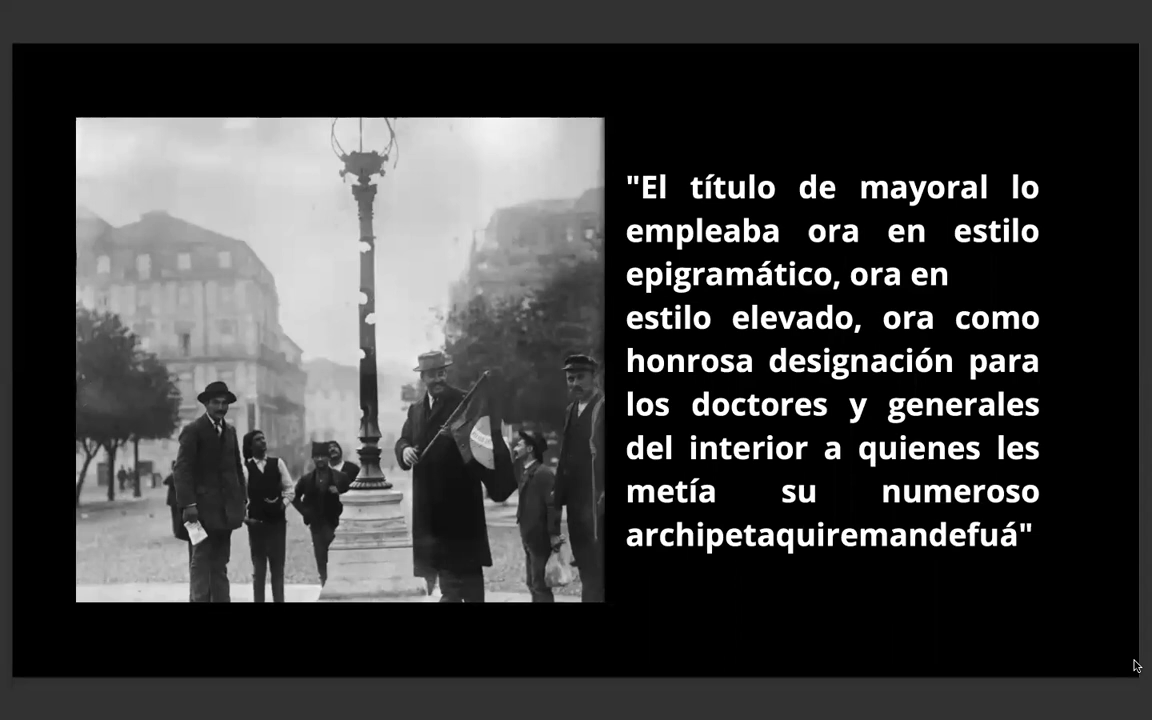 "El título de mayoral lo
empleaba ora en estilo
epigramático, ora en
estilo elevado, ora como
honrosa designación para
los doctores y generales
del interior a quienes les
metía su numeroso
archipetaquiremandefuá"